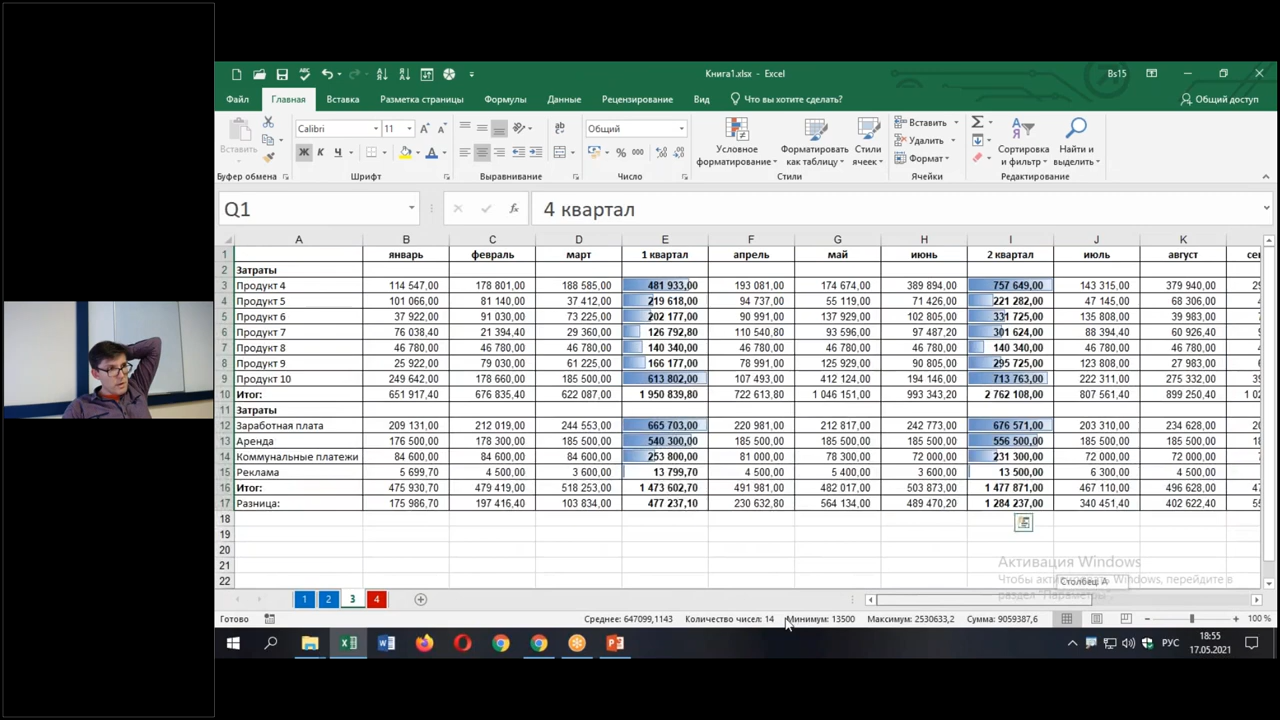 Книга1.xlsx - Excel
Bs15
Файл Главная Вставка Разметка страницы Формулы Данные Рецензирование Вид Что вы хотите сделать? Общий доступ
Вставить
Calibri 11
Ж К Ч
Общий
% 000
Условное форматирование
Форматировать как таблицу
Стили ячеек
Вставить
Удалить
Формат
Сортировка и фильтр
Найти и выделить
Буфер обмена Шрифт Выравнивание Число Стили Ячейки Редактирование
Q1 fx 4 квартал
A B C D E F G H I J K
1 январь февраль март 1 квартал апрель май июнь 2 квартал июль август
2 Затраты
3 Продукт 4 114 547,00 178 801,00 188 585,00 481 933,00 193 081,00 174 674,00 389 894,00 757 649,00 143 315,00 379 940,00
4 Продукт 5 101 066,00 81 140,00 37 412,00 219 618,00 94 737,00 55 119,00 71 426,00 221 282,00 47 145,00 68 306,00
5 Продукт 6 37 922,00 91 030,00 73 225,00 202 177,00 90 991,00 137 929,00 102 805,00 331 725,00 135 808,00 39 983,00
6 Продукт 7 76 038,40 21 394,40 29 360,00 126 792,80 110 540,80 93 596,00 97 487,20 301 624,00 88 394,40 60 926,40
7 Продукт 8 46 780,00 46 780,00 46 780,00 140 340,00 46 780,00 46 780,00 46 780,00 140 340,00 46 780,00 46 780,00
8 Продукт 9 25 922,00 79 030,00 61 225,00 166 177,00 78 991,00 125 929,00 90 805,00 295 725,00 123 808,00 27 983,00
9 Продукт 10 249 642,00 178 660,00 185 500,00 613 802,00 107 493,00 412 124,00 194 146,00 713 763,00 222 311,00 275 332,00
10 Итог: 651 917,40 676 835,40 622 087,00 1 950 839,80 722 613,80 1 046 151,00 993 343,20 2 762 108,00 807 561,40 899 250,40
11 Затраты
12 Заработная плата 209 131,00 212 019,00 244 553,00 665 703,00 220 981,00 212 817,00 242 773,00 676 571,00 203 310,00 234 628,00
13 Аренда 176 500,00 178 300,00 185 500,00 540 300,00 185 500,00 185 500,00 185 500,00 556 500,00 185 500,00 185 500,00
14 Коммунальные платежи 84 600,00 84 600,00 84 600,00 253 800,00 81 000,00 78 300,00 72 000,00 231 300,00 72 000,00 72 000,00
15 Реклама 5 699,70 4 500,00 3 600,00 13 799,70 4 500,00 5 400,00 3 600,00 13 500,00 6 300,00 4 500,00
16 Итог: 475 930,70 479 419,00 518 253,00 1 473 602,70 491 981,00 482 017,00 503 873,00 1 477 871,00 467 110,00 496 628,00
17 Разница: 175 986,70 197 416,40 103 834,00 477 237,10 230 632,80 564 134,00 489 470,20 1 284 237,00 340 451,40 402 622,40
18
19
20
21
22
Активация Windows
Столбец: A
1 2 3 4
Готово Среднее: 647099,1143 Количество чисел: 14 Минимум: 13500 Максимум: 2530633,2 Сумма: 9059387,6 100 %
РУС 18:55
17.05.2021